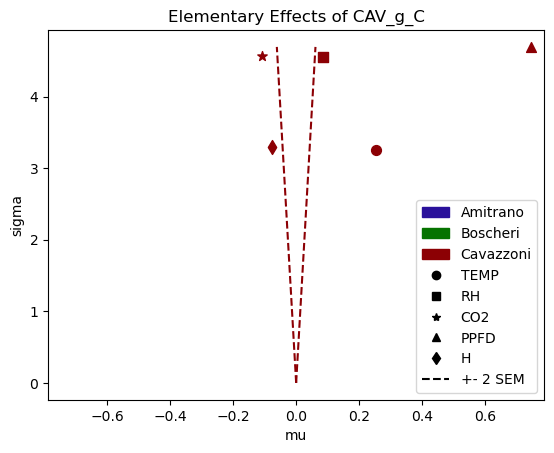 Elementary Effects of CAV_g_C
sigma
4
3
2
1
0
Amitrano
Boscheri
Cavazzoni
TEMP
RH
CO2
PPFD
H
+- 2 SEM
−0.6 −0.4 −0.2 0.0 0.2 0.4 0.6
mu